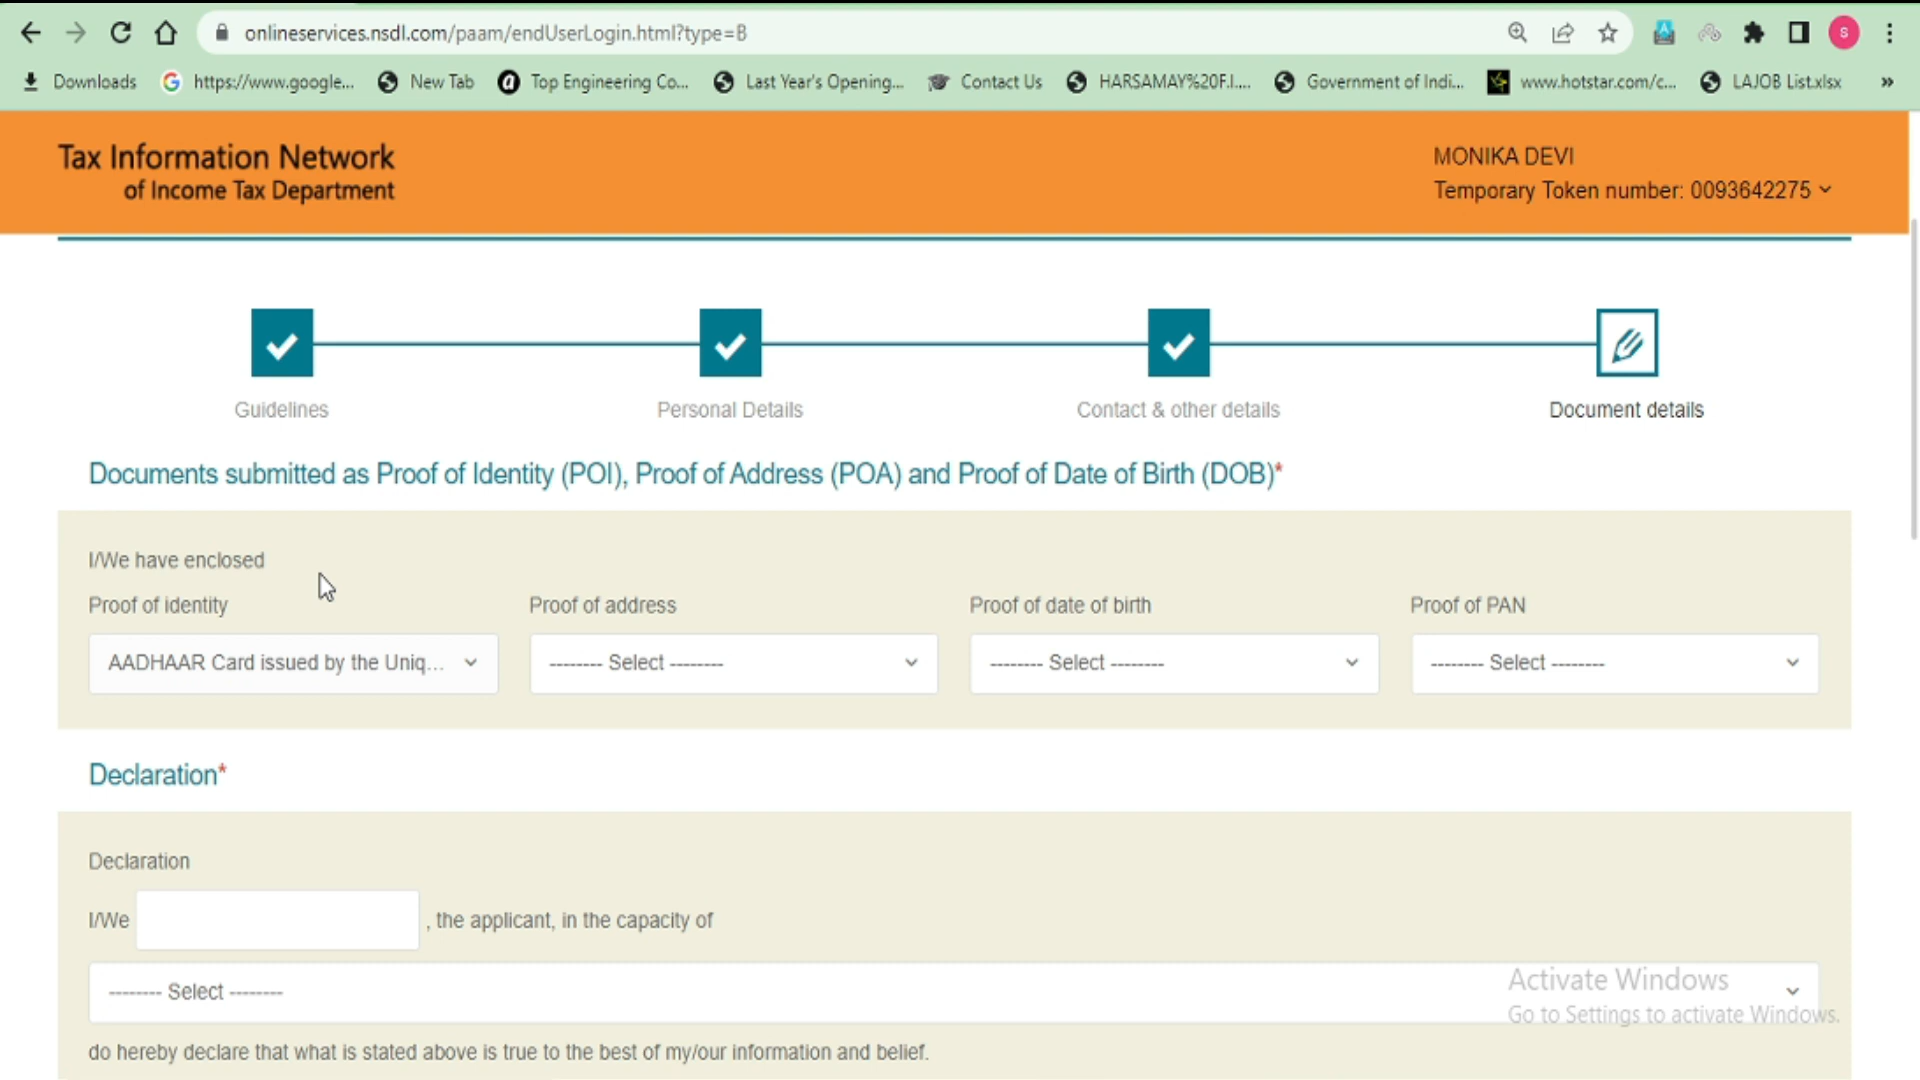 onlineservices.nsdl.com/paam/endUserLogin.html?type=B
S
Downloads https://www.google... New Tab Top Engineering Co... Last Year's Opening... Contact Us HARSAMAY%20F.I.... Government of Indi... www.hotstar.com/c... LAJOB List.xlsx »
Tax Information Network
of Income Tax Department
MONIKA DEVI
Temporary Token number: 0093642275
Guidelines Personal Details Contact & other details Document details
Documents submitted as Proof of Identity (POI), Proof of Address (POA) and Proof of Date of Birth (DOB)*
I/We have enclosed
Proof of identity Proof of address Proof of date of birth Proof of PAN
AADHAAR Card issued by the Uniq... -------- Select -------- -------- Select -------- -------- Select --------
Declaration*
Declaration
I/We , the applicant, in the capacity of
-------- Select --------
Activate Windows
Go to Settings to activate Windows.
do hereby declare that what is stated above is true to the best of my/our information and belief.